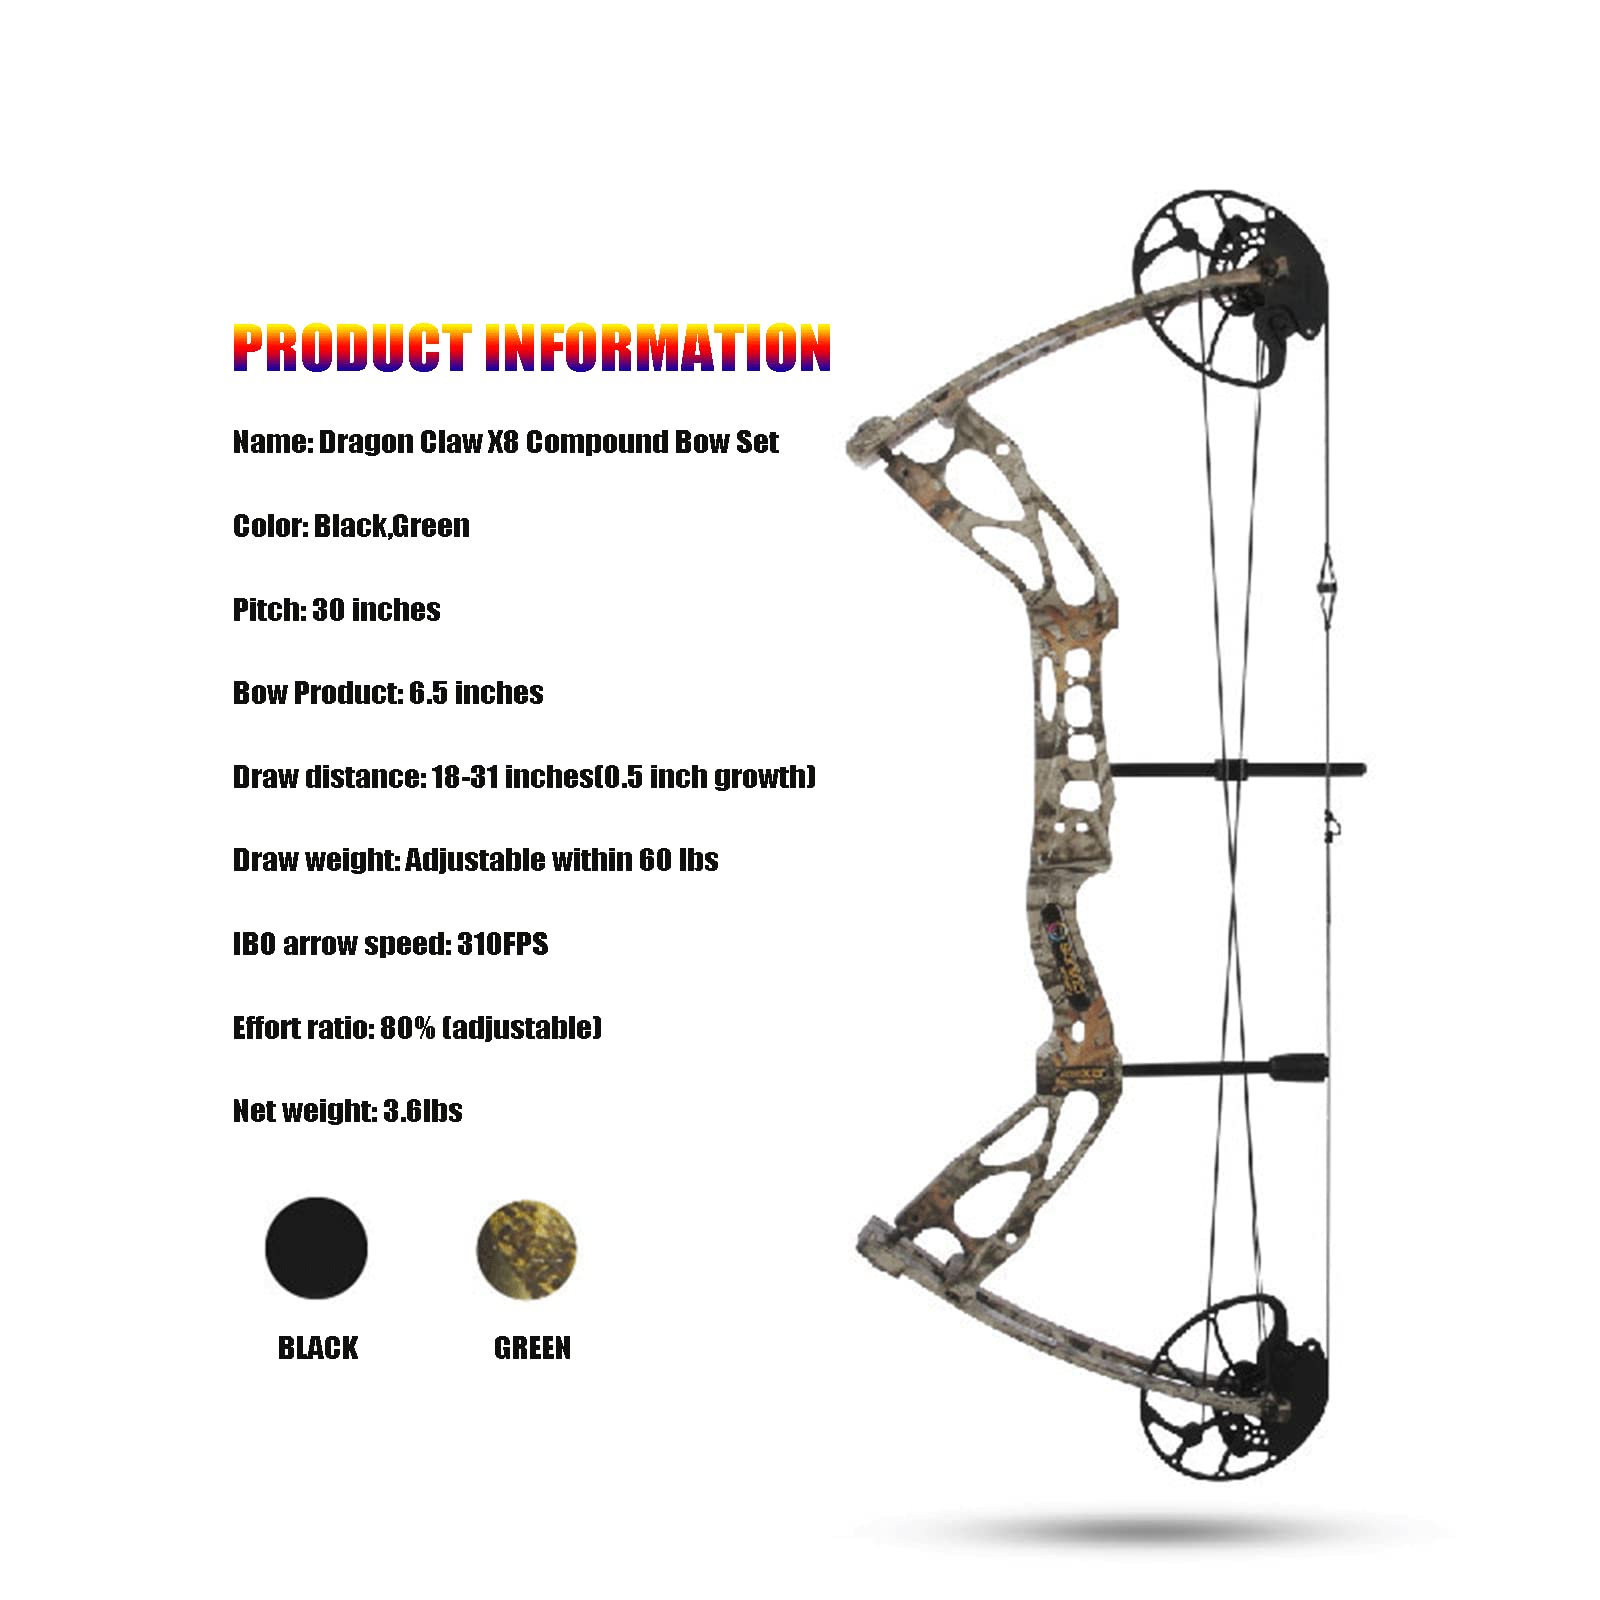 PRODUCT INFORMATION
Name: Dragon Claw X8 Compound Bow Set
Color: Black,Green
Pitch: 30 inches
Bow Product: 6.5 inches
Draw distance: 18-31 inches(0.5 inch growth)
Draw weight: Adjustable within 60 lbs
IBO arrow speed: 310FPS
Effort ratio: 80% (adjustable)
Net weight: 3.6lbs
BLACK
GREEN